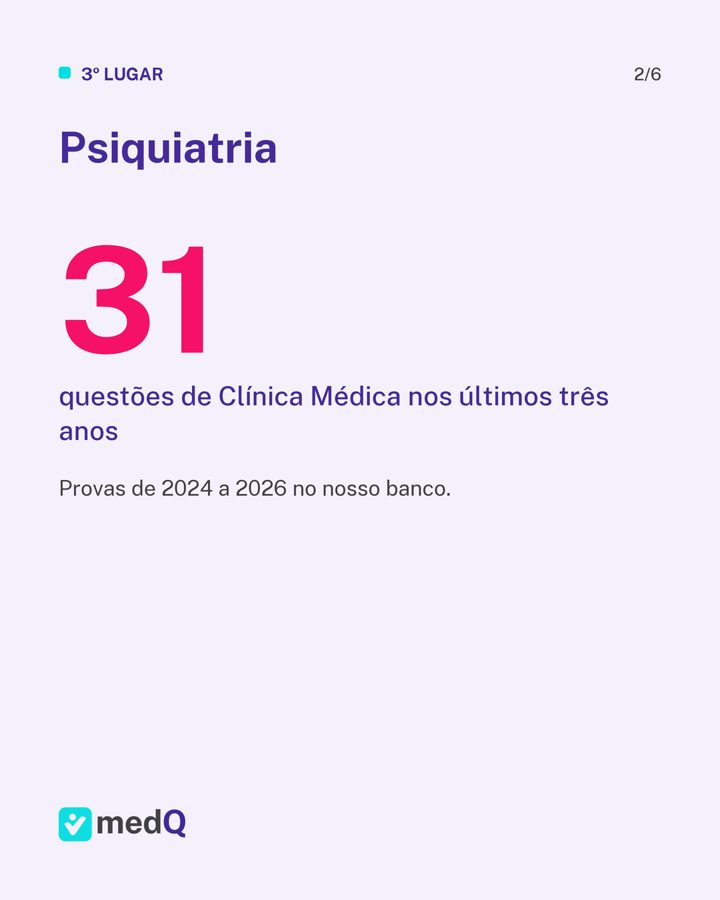 3º LUGAR
2/6
Psiquiatria
31
questões de Clínica Médica nos últimos três
anos
Provas de 2024 a 2026 no nosso banco.
medQ